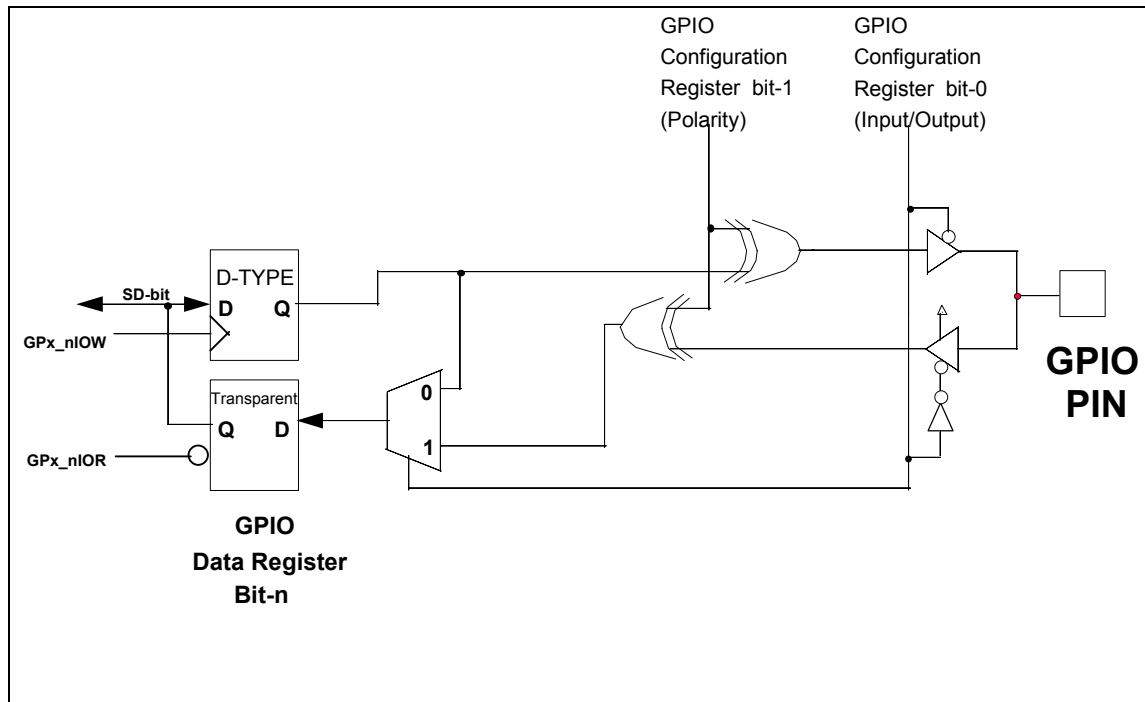 GPIO
Configuration
Register bit-1
(Polarity)
GPIO
Configuration
Register bit-0
(Input/Output)
D-TYPE
SD-bit
D Q
GPx_nIOW
Transparent
Q D
GPx_nIOR
0
1
GPIO
PIN
GPIO
Data Register
Bit-n